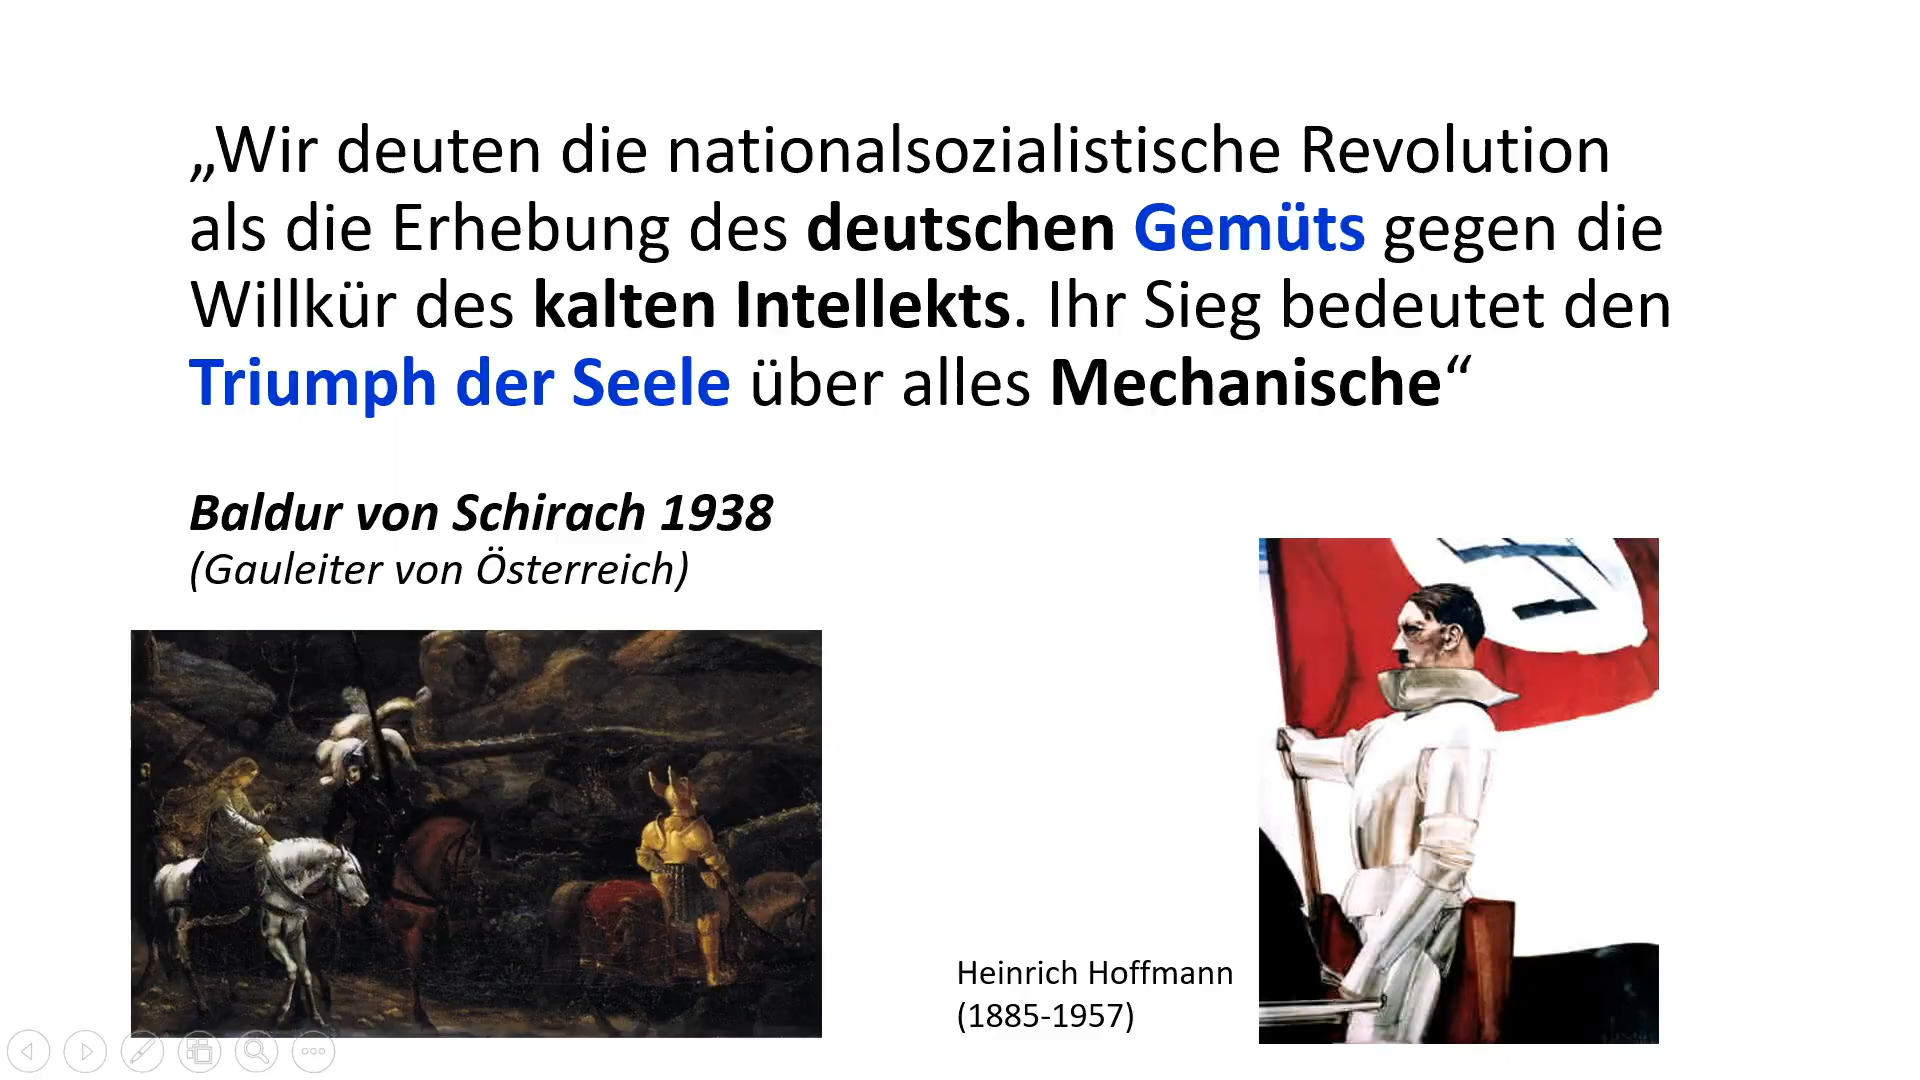 „Wir deuten die nationalsozialistische Revolution
als die Erhebung des deutschen Gemüts gegen die
Willkür des kalten Intellekts. Ihr Sieg bedeutet den
Triumph der Seele über alles Mechanische“
Baldur von Schirach 1938
(Gauleiter von Österreich)
Heinrich Hoffmann
(1885-1957)